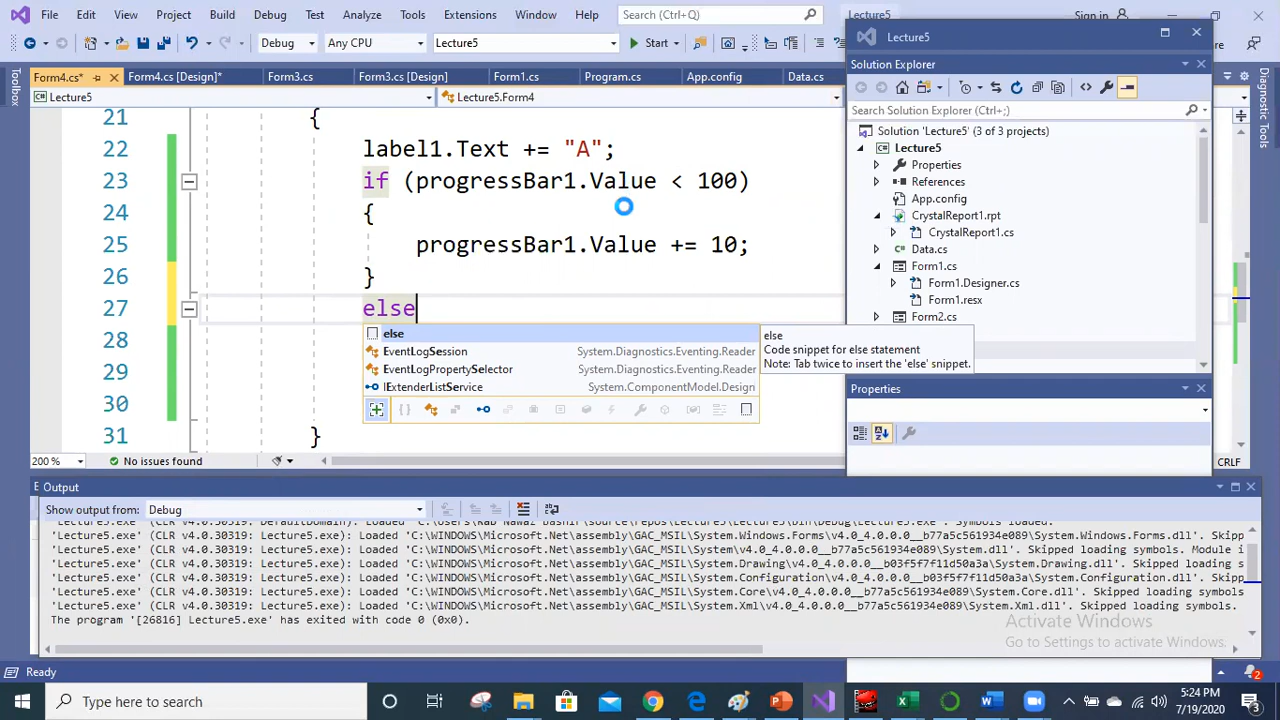 File Edit View Project Build Debug Test Analyze Tools Extensions Window Help Search (Ctrl+;) Lecture5 Sign in
Debug Any CPU Lecture5 Start
Lecture5
Toolbox
Form4.cs* Form4.cs [Design]* Form3.cs Form3.cs [Design] Form1.cs Program.cs App.config Data.cs
Lecture5 Lecture5.Form4
21 {
22 label1.Text += "A";
23 if (progressBar1.Value < 100)
24 {
25 progressBar1.Value += 10;
26 }
27 else
28
29
30
31 }
else
EventLogSession System.Diagnostics.Eventing.Reader
EventLogPropertySelector System.Diagnostics.Eventing.Reader
IExtenderListService System.ComponentModel.Design
else
Code snippet for else statement
Note: Tab twice to insert the 'else' snippet.
200 % No issues found CRLF
Solution Explorer
Search Solution Explorer (Ctrl+;)
Solution 'Lecture5' (3 of 3 projects)
Lecture5
Properties
References
App.config
CrystalReport1.rpt
CrystalReport1.cs
Data.cs
Form1.cs
Form1.Designer.cs
Form1.resx
Form2.cs
Properties
Diagnostic Tools
Output
Show output from: Debug
'Lecture5.exe' (CLR v4.0.30319: Lecture5.exe): Loaded 'C:\WINDOWS\Microsoft.Net\assembly\GAC_MSIL\System.Windows.Forms\v4.0_4.0.0.0__b77a5c561934e089\System.Windows.Forms.dll'. Skipp
'Lecture5.exe' (CLR v4.0.30319: Lecture5.exe): Loaded 'C:\WINDOWS\Microsoft.Net\assembly\GAC_MSIL\System\v4.0_4.0.0.0__b77a5c561934e089\System.dll'. Skipped loading symbols. Module i
'Lecture5.exe' (CLR v4.0.30319: Lecture5.exe): Loaded 'C:\WINDOWS\Microsoft.Net\assembly\GAC_MSIL\System.Drawing\v4.0_4.0.0.0__b03f5f7f11d50a3a\System.Drawing.dll'. Skipped loading s
'Lecture5.exe' (CLR v4.0.30319: Lecture5.exe): Loaded 'C:\WINDOWS\Microsoft.Net\assembly\GAC_MSIL\System.Configuration\v4.0_4.0.0.0__b03f5f7f11d50a3a\System.Configuration.dll'. Skipp
'Lecture5.exe' (CLR v4.0.30319: Lecture5.exe): Loaded 'C:\WINDOWS\Microsoft.Net\assembly\GAC_MSIL\System.Core\v4.0_4.0.0.0__b77a5c561934e089\System.Core.dll'. Skipped loading symbols
'Lecture5.exe' (CLR v4.0.30319: Lecture5.exe): Loaded 'C:\WINDOWS\Microsoft.Net\assembly\GAC_MSIL\System.Xml\v4.0_4.0.0.0__b77a5c561934e089\System.Xml.dll'. Skipped loading symbols.
The program '[26816] Lecture5.exe' has exited with code 0 (0x0).
Activate Windows
Go to Settings to activate Windows.
Ready 2
Type here to search
5:24 PM
7/19/2020
3